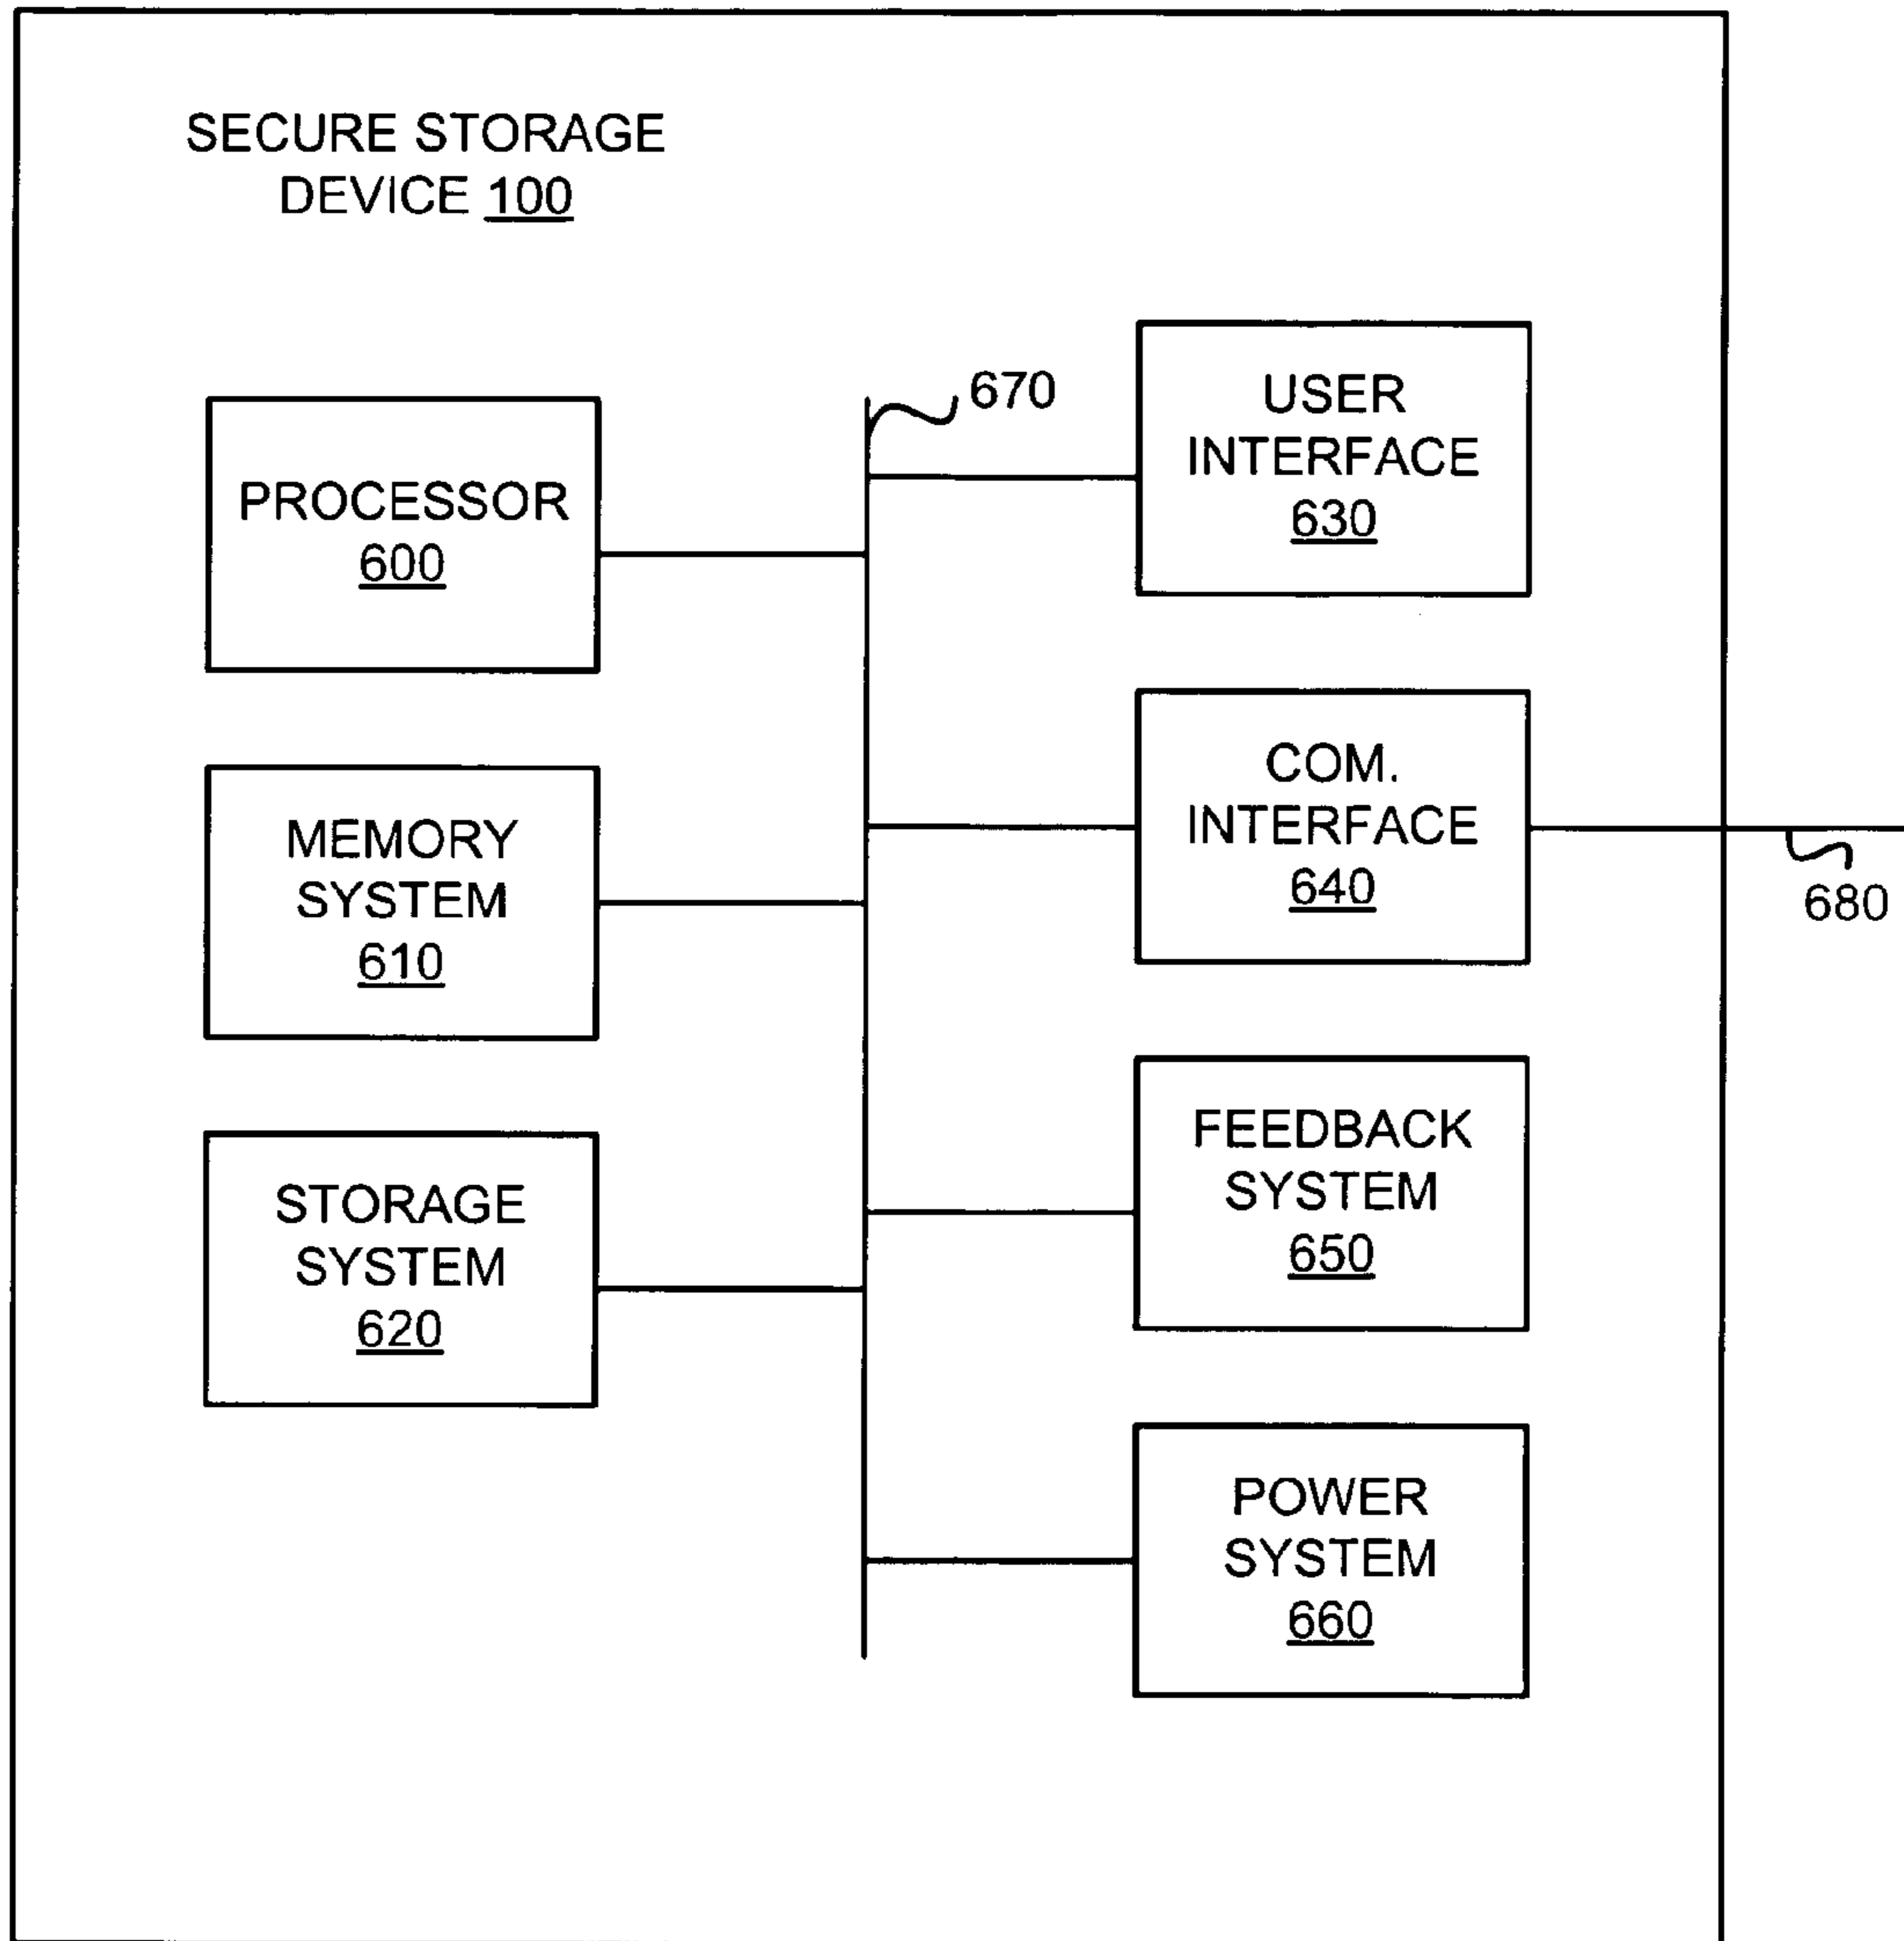 SECURE STORAGE
DEVICE 100
PROCESSOR
600
MEMORY
SYSTEM
610
STORAGE
SYSTEM
620
670
USER
INTERFACE
630
COM.
INTERFACE
640
680
FEEDBACK
SYSTEM
650
POWER
SYSTEM
660